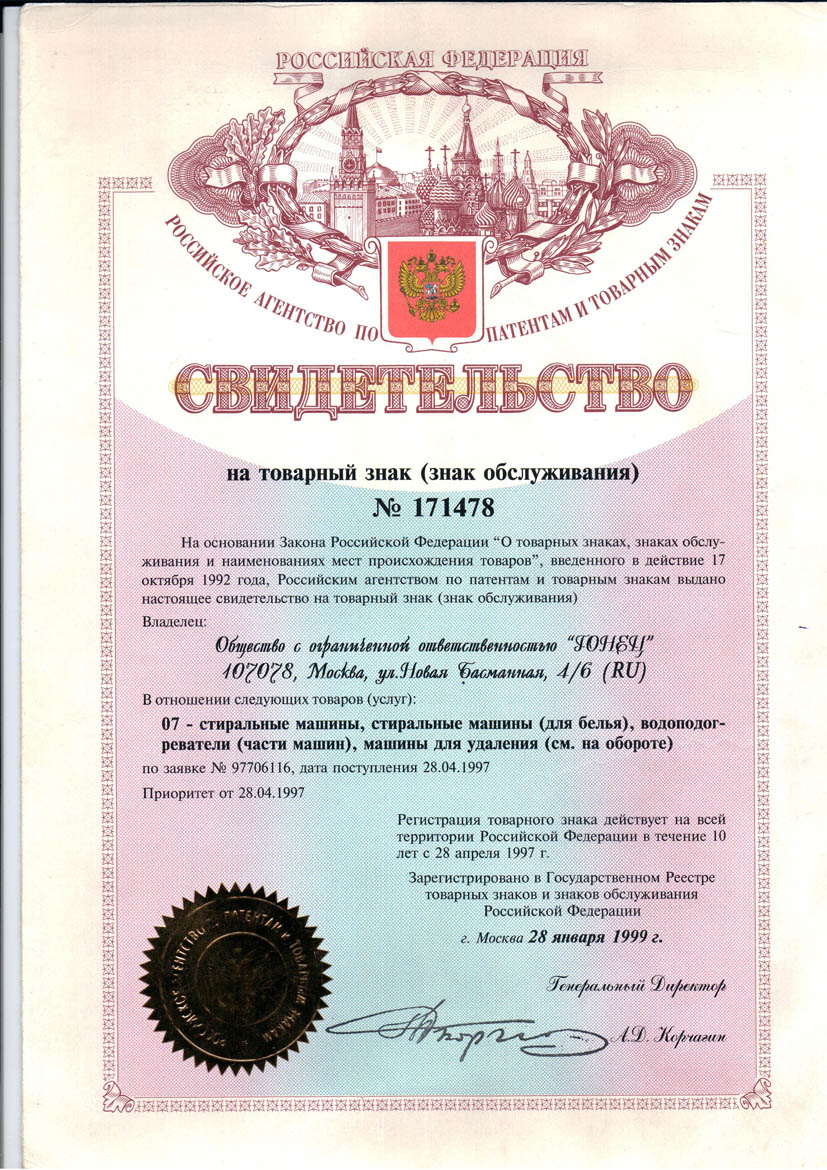 РОССИЙСКАЯ ФЕДЕРАЦИЯ
РОССИЙСКОЕ АГЕНТСТВО ПО ПАТЕНТАМ И ТОВАРНЫМ ЗНАКАМ
СВИДЕТЕЛЬСТВО
на товарный знак (знак обслуживания)
№ 171478
На основании Закона Российской Федерации “О товарных знаках, знаках обслу-
живания и наименованиях мест происхождения товаров”, введенного в действие 17
октября 1992 года, Российским агентством по патентам и товарным знакам выдано
настоящее свидетельство на товарный знак (знак обслуживания)
Владелец:
Общество с ограниченной ответственностью “ГОНЕЦ”
107078, Москва, ул.Новая Басманная, 4/6 (RU)
В отношении следующих товаров (услуг):
07 - стиральные машины, стиральные машины (для белья), водоподог-
реватели (части машин), машины для удаления (см. на обороте)
по заявке № 97706116, дата поступления 28.04.1997
Приоритет от 28.04.1997
Регистрация товарного знака действует на всей
территории Российской Федерации в течение 10
лет с 28 апреля 1997 г.
Зарегистрировано в Государственном Реестре
товарных знаков и знаков обслуживания
Российской Федерации
г. Москва 28 января 1999 г.
Генеральный Директор
А.Д. Корчагин
РОССИЙСКОЕ АГЕНТСТВО ПО ПАТЕНТАМ И ТОВАРНЫМ ЗНАКАМ